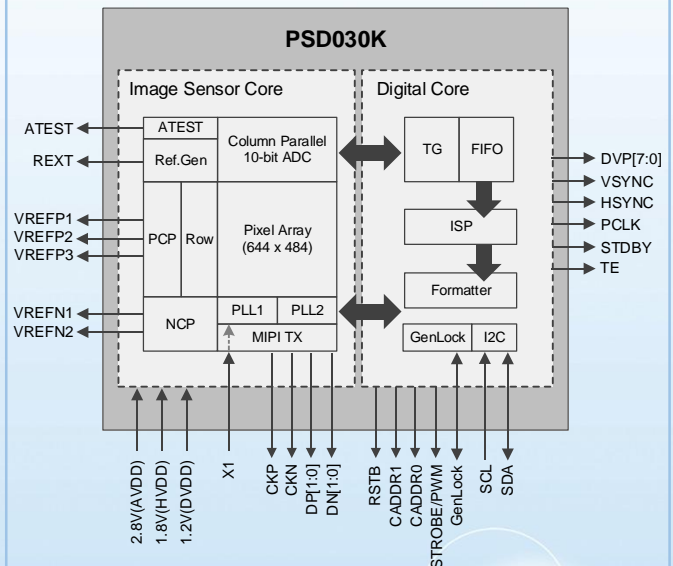 PSD030K
Image Sensor Core
Digital Core
ATEST
REXT
VREFP1
VREFP2
VREFP3
VREFN1
VREFN2
ATEST
Ref.Gen
Column Parallel
10-bit ADC
PCP
Row
Pixel Array
(644 x 484)
NCP
PLL1
PLL2
MIPI TX
TG
FIFO
ISP
Formatter
GenLock
I2C
DVP[7:0]
VSYNC
HSYNC
PCLK
STDBY
TE
2.8V(AVDD)
1.8V(HVDD)
1.2V(DVDD)
X1
CKP
CKN
DP[1:0]
DN[1:0]
RSTB
CADDR1
CADDR0
STROBE/PWM
GenLock
SCL
SDA